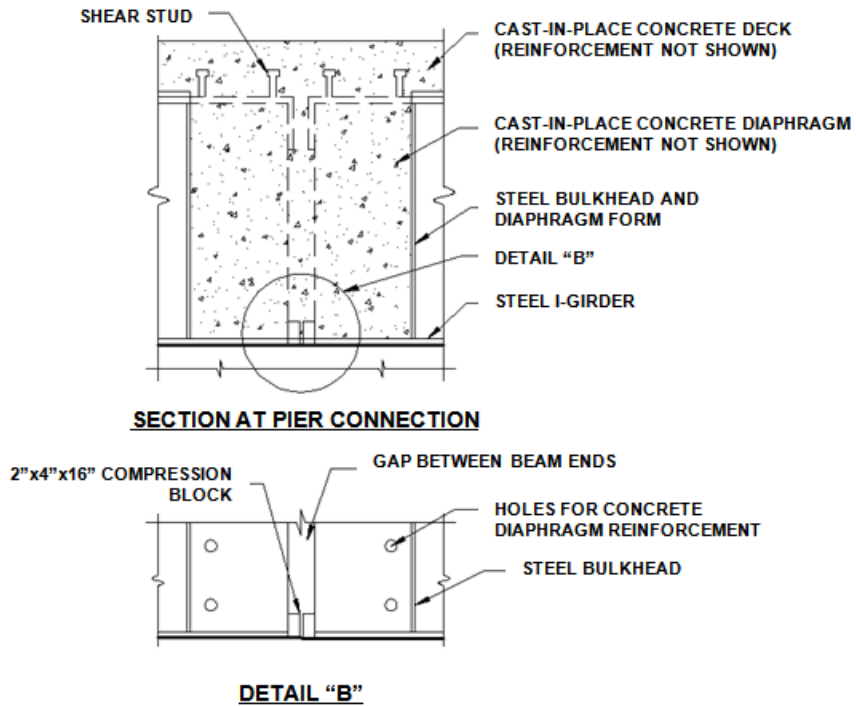 SHEAR STUD
CAST-IN-PLACE CONCRETE DECK
(REINFORCEMENT NOT SHOWN)
CAST-IN-PLACE CONCRETE DIAPHRAGM
(REINFORCEMENT NOT SHOWN)
STEEL BULKHEAD AND
DIAPHRAGM FORM
DETAIL “B”
STEEL I-GIRDER
SECTION AT PIER CONNECTION
2”x4”x16” COMPRESSION
BLOCK
GAP BETWEEN BEAM ENDS
HOLES FOR CONCRETE
DIAPHRAGM REINFORCEMENT
STEEL BULKHEAD
DETAIL “B”